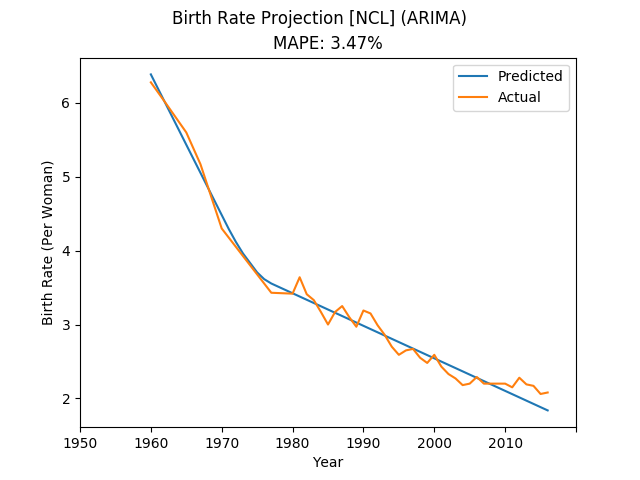 Birth Rate Projection [NCL] (ARIMA)
MAPE: 3.47%
Predicted
Actual
Birth Rate (Per Woman)
6
5
4
3
2
1950 1960 1970 1980 1990 2000 2010
Year